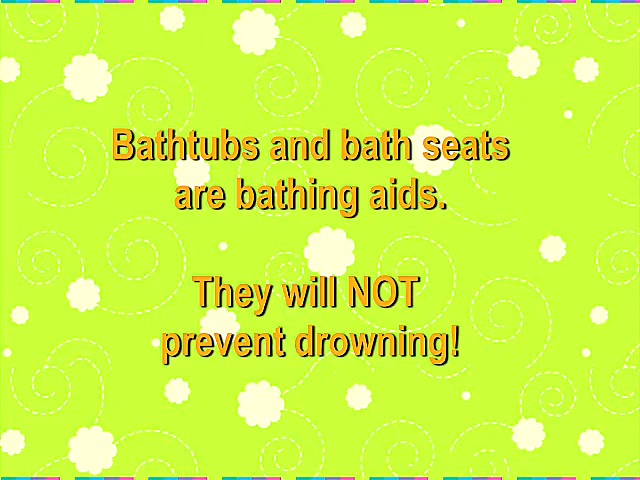 Bathtubs and bath seats
are bathing aids.
They will NOT
prevent drowning!